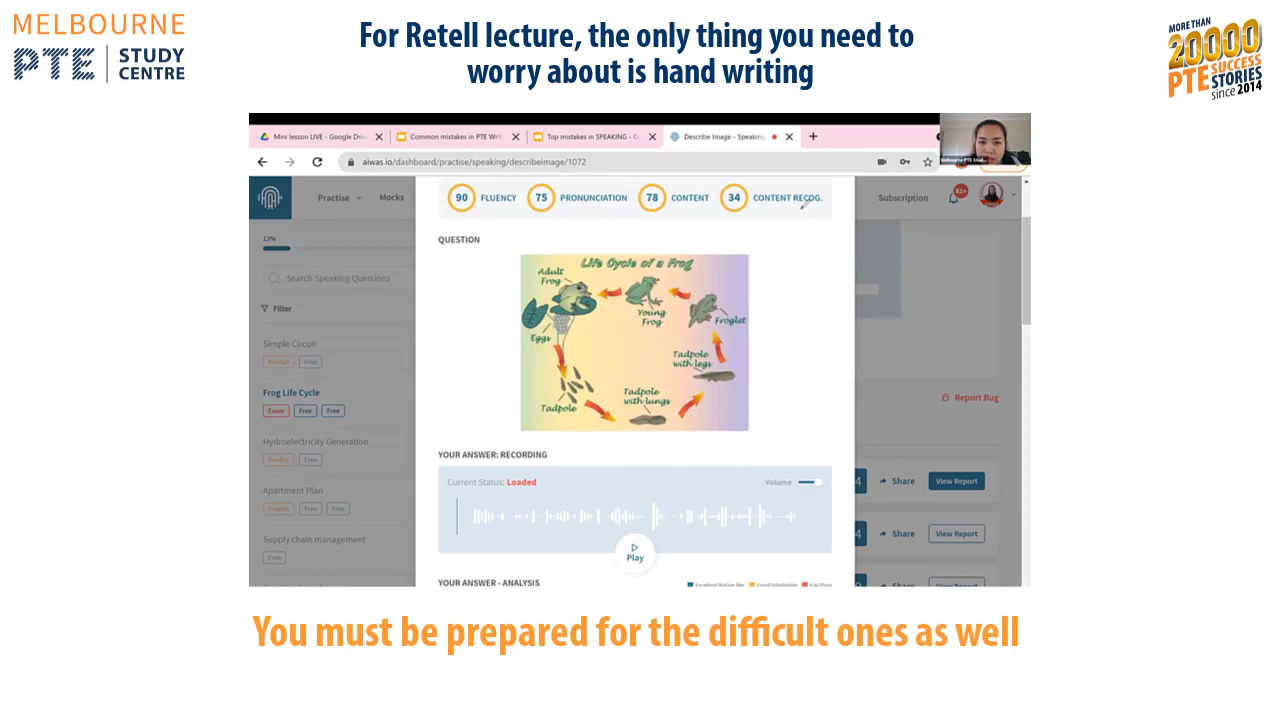 MELBOURNE
PTE STUDY CENTRE
For Retell lecture, the only thing you need to
worry about is hand writing
MORE THAN
20000
PTE SUCCESS
STORIES
since 2014
Mini lesson LIVE - Google Driv
Common mistakes in PTE Wri
Top mistakes in SPEAKING - G
Describe Image - Speaking
aiwas.io/dashboard/practise/speaking/describeimage/1072
Practise
Mocks
Subscription
82+
90 FLUENCY 75 PRONUNCIATION 78 CONTENT 34 CONTENT RECOG.
13%
Search Speaking Questions
Filter
Simple Circuit
Predict Free
Frog Life Cycle
Exam Free Free
Hydroelectricity Generation
Predict Free
Apartment Plan
Predict Free Free
Supply chain management
Free
QUESTION
Life Cycle of a Frog
Adult
Frog
Young
Frog
Froglet
Eggs
Tadpole
with legs
Tadpole
with lungs
Tadpole
Report Bug
YOUR ANSWER: RECORDING
Current Status: Loaded
Volume
Play
4 Share View Report
4 Share View Report
YOUR ANSWER - ANALYSIS
You must be prepared for the difficult ones as well